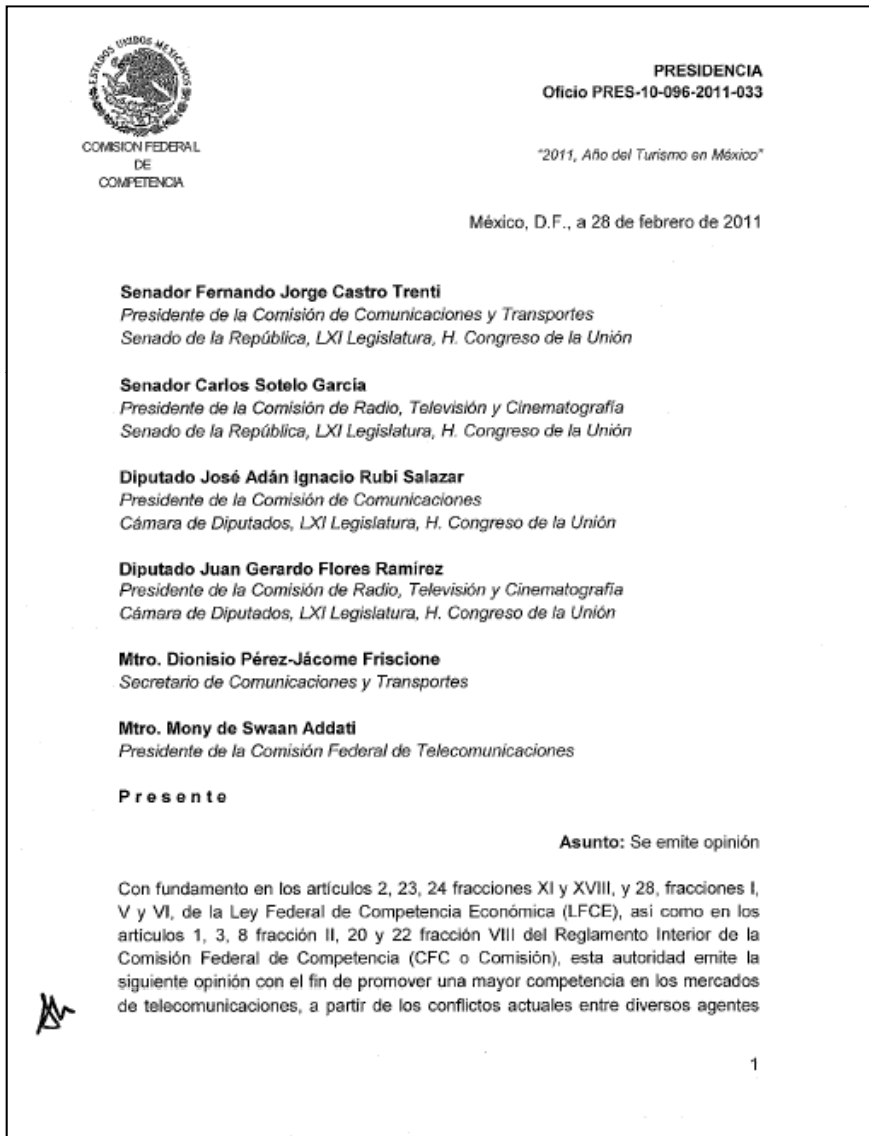 ESTADOS UNIDOS MEXICANOS
COMISION FEDERAL
DE
COMPETENCIA
PRESIDENCIA
Oficio PRES-10-096-2011-033
"2011, Año del Turismo en México"
México, D.F., a 28 de febrero de 2011
Senador Fernando Jorge Castro Trenti
Presidente de la Comisión de Comunicaciones y Transportes
Senado de la República, LXI Legislatura, H. Congreso de la Unión
Senador Carlos Sotelo García
Presidente de la Comisión de Radio, Televisión y Cinematografía
Senado de la República, LXI Legislatura, H. Congreso de la Unión
Diputado José Adán Ignacio Rubí Salazar
Presidente de la Comisión de Comunicaciones
Cámara de Diputados, LXI Legislatura, H. Congreso de la Unión
Diputado Juan Gerardo Flores Ramírez
Presidente de la Comisión de Radio, Televisión y Cinematografía
Cámara de Diputados, LXI Legislatura, H. Congreso de la Unión
Mtro. Dionisio Pérez-Jácome Friscione
Secretario de Comunicaciones y Transportes
Mtro. Mony de Swaan Addati
Presidente de la Comisión Federal de Telecomunicaciones
P r e s e n t e
Asunto: Se emite opinión
Con fundamento en los artículos 2, 23, 24 fracciones XI y XVIII, y 28, fracciones I,
V y VI, de la Ley Federal de Competencia Económica (LFCE), así como en los
artículos 1, 3, 8 fracción II, 20 y 22 fracción VIII del Reglamento Interior de la
Comisión Federal de Competencia (CFC o Comisión), esta autoridad emite la
siguiente opinión con el fin de promover una mayor competencia en los mercados
de telecomunicaciones, a partir de los conflictos actuales entre diversos agentes
1